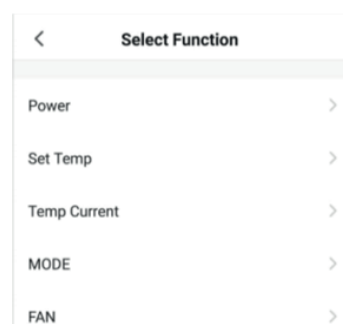 Select Function
Power
Set Temp
Temp Current
MODE
FAN